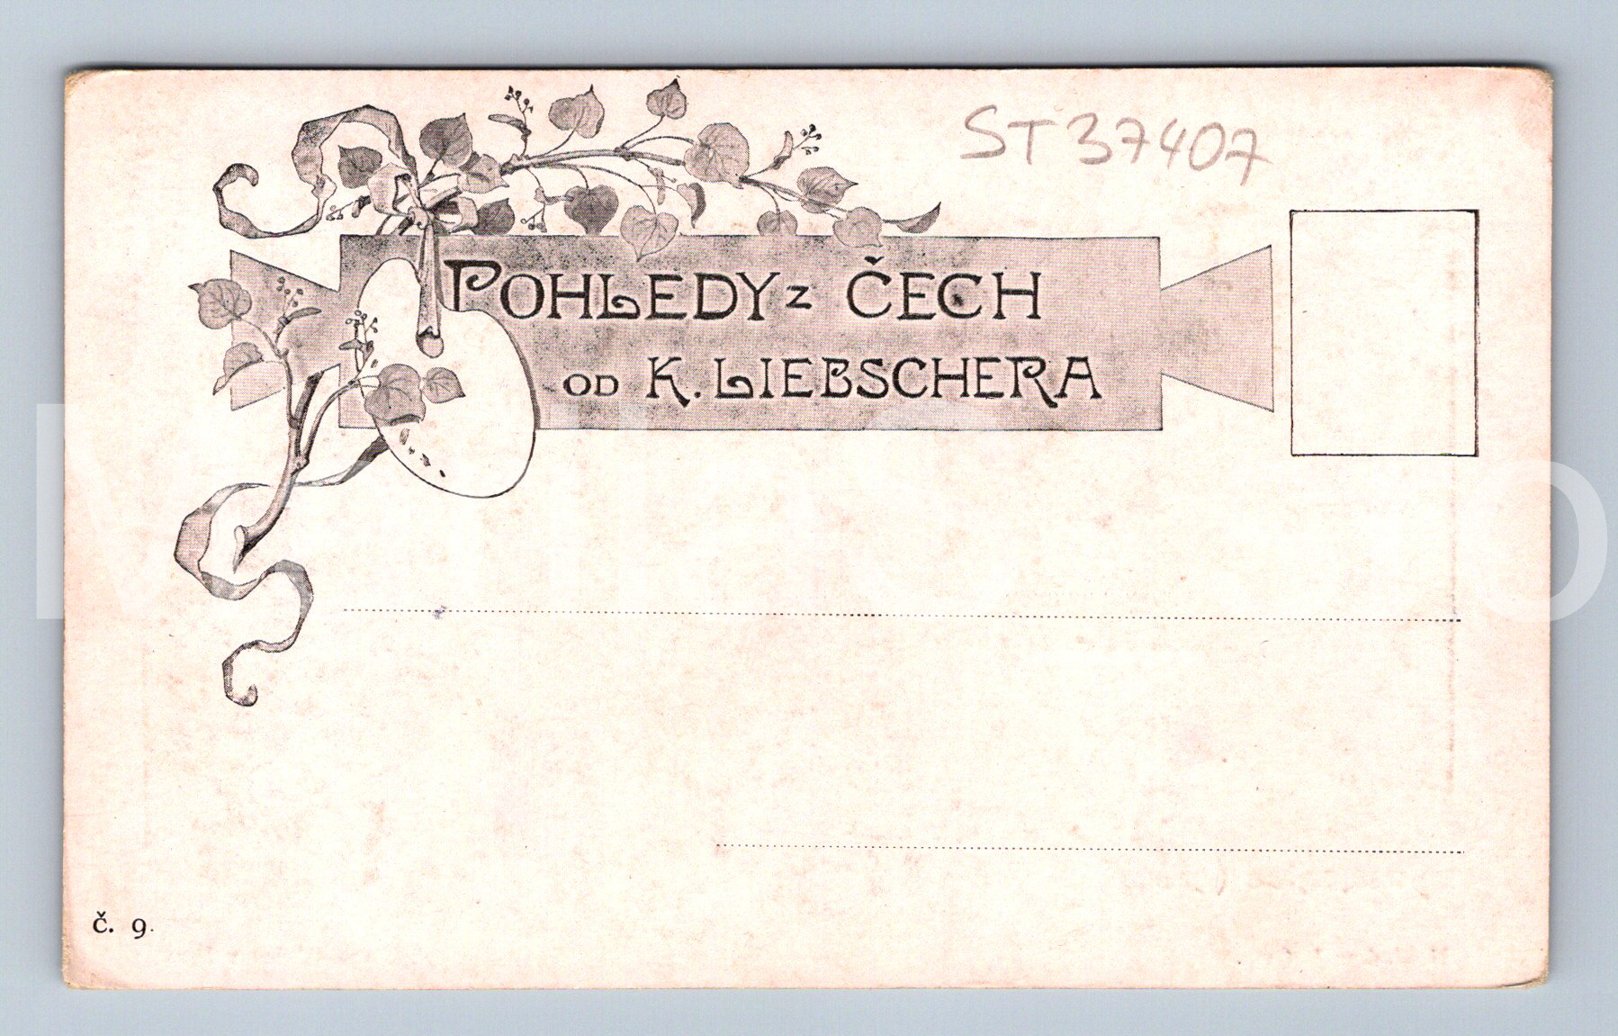 ST37407
POHLEDY z ČECH
OD K. LIEBSCHERA
č. 9.